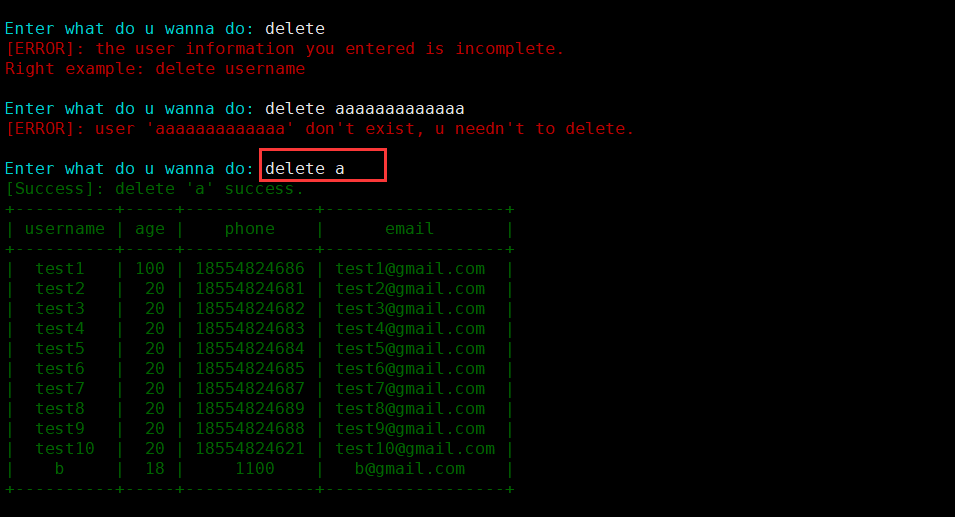 Enter what do u wanna do: delete
[ERROR]: the user information you entered is incomplete.
Right example: delete username
Enter what do u wanna do: delete aaaaaaaaaaaaa
[ERROR]: user 'aaaaaaaaaaaaa' don't exist, u needn't to delete.
Enter what do u wanna do: delete a
[Success]: delete 'a' success.
+----------+-----+-------------+------------------+
| username | age |    phone    |      email       |
+----------+-----+-------------+------------------+
|  test1   | 100 | 18554824686 | test1@gmail.com  |
|  test2   |  20 | 18554824681 | test2@gmail.com  |
|  test3   |  20 | 18554824682 | test3@gmail.com  |
|  test4   |  20 | 18554824683 | test4@gmail.com  |
|  test5   |  20 | 18554824684 | test5@gmail.com  |
|  test6   |  20 | 18554824685 | test6@gmail.com  |
|  test7   |  20 | 18554824687 | test7@gmail.com  |
|  test8   |  20 | 18554824689 | test8@gmail.com  |
|  test9   |  20 | 18554824688 | test9@gmail.com  |
|  test10  |  20 | 18554824621 | test10@gmail.com |
|    b     |  18 |     1100    |   b@gmail.com    |
+----------+-----+-------------+------------------+